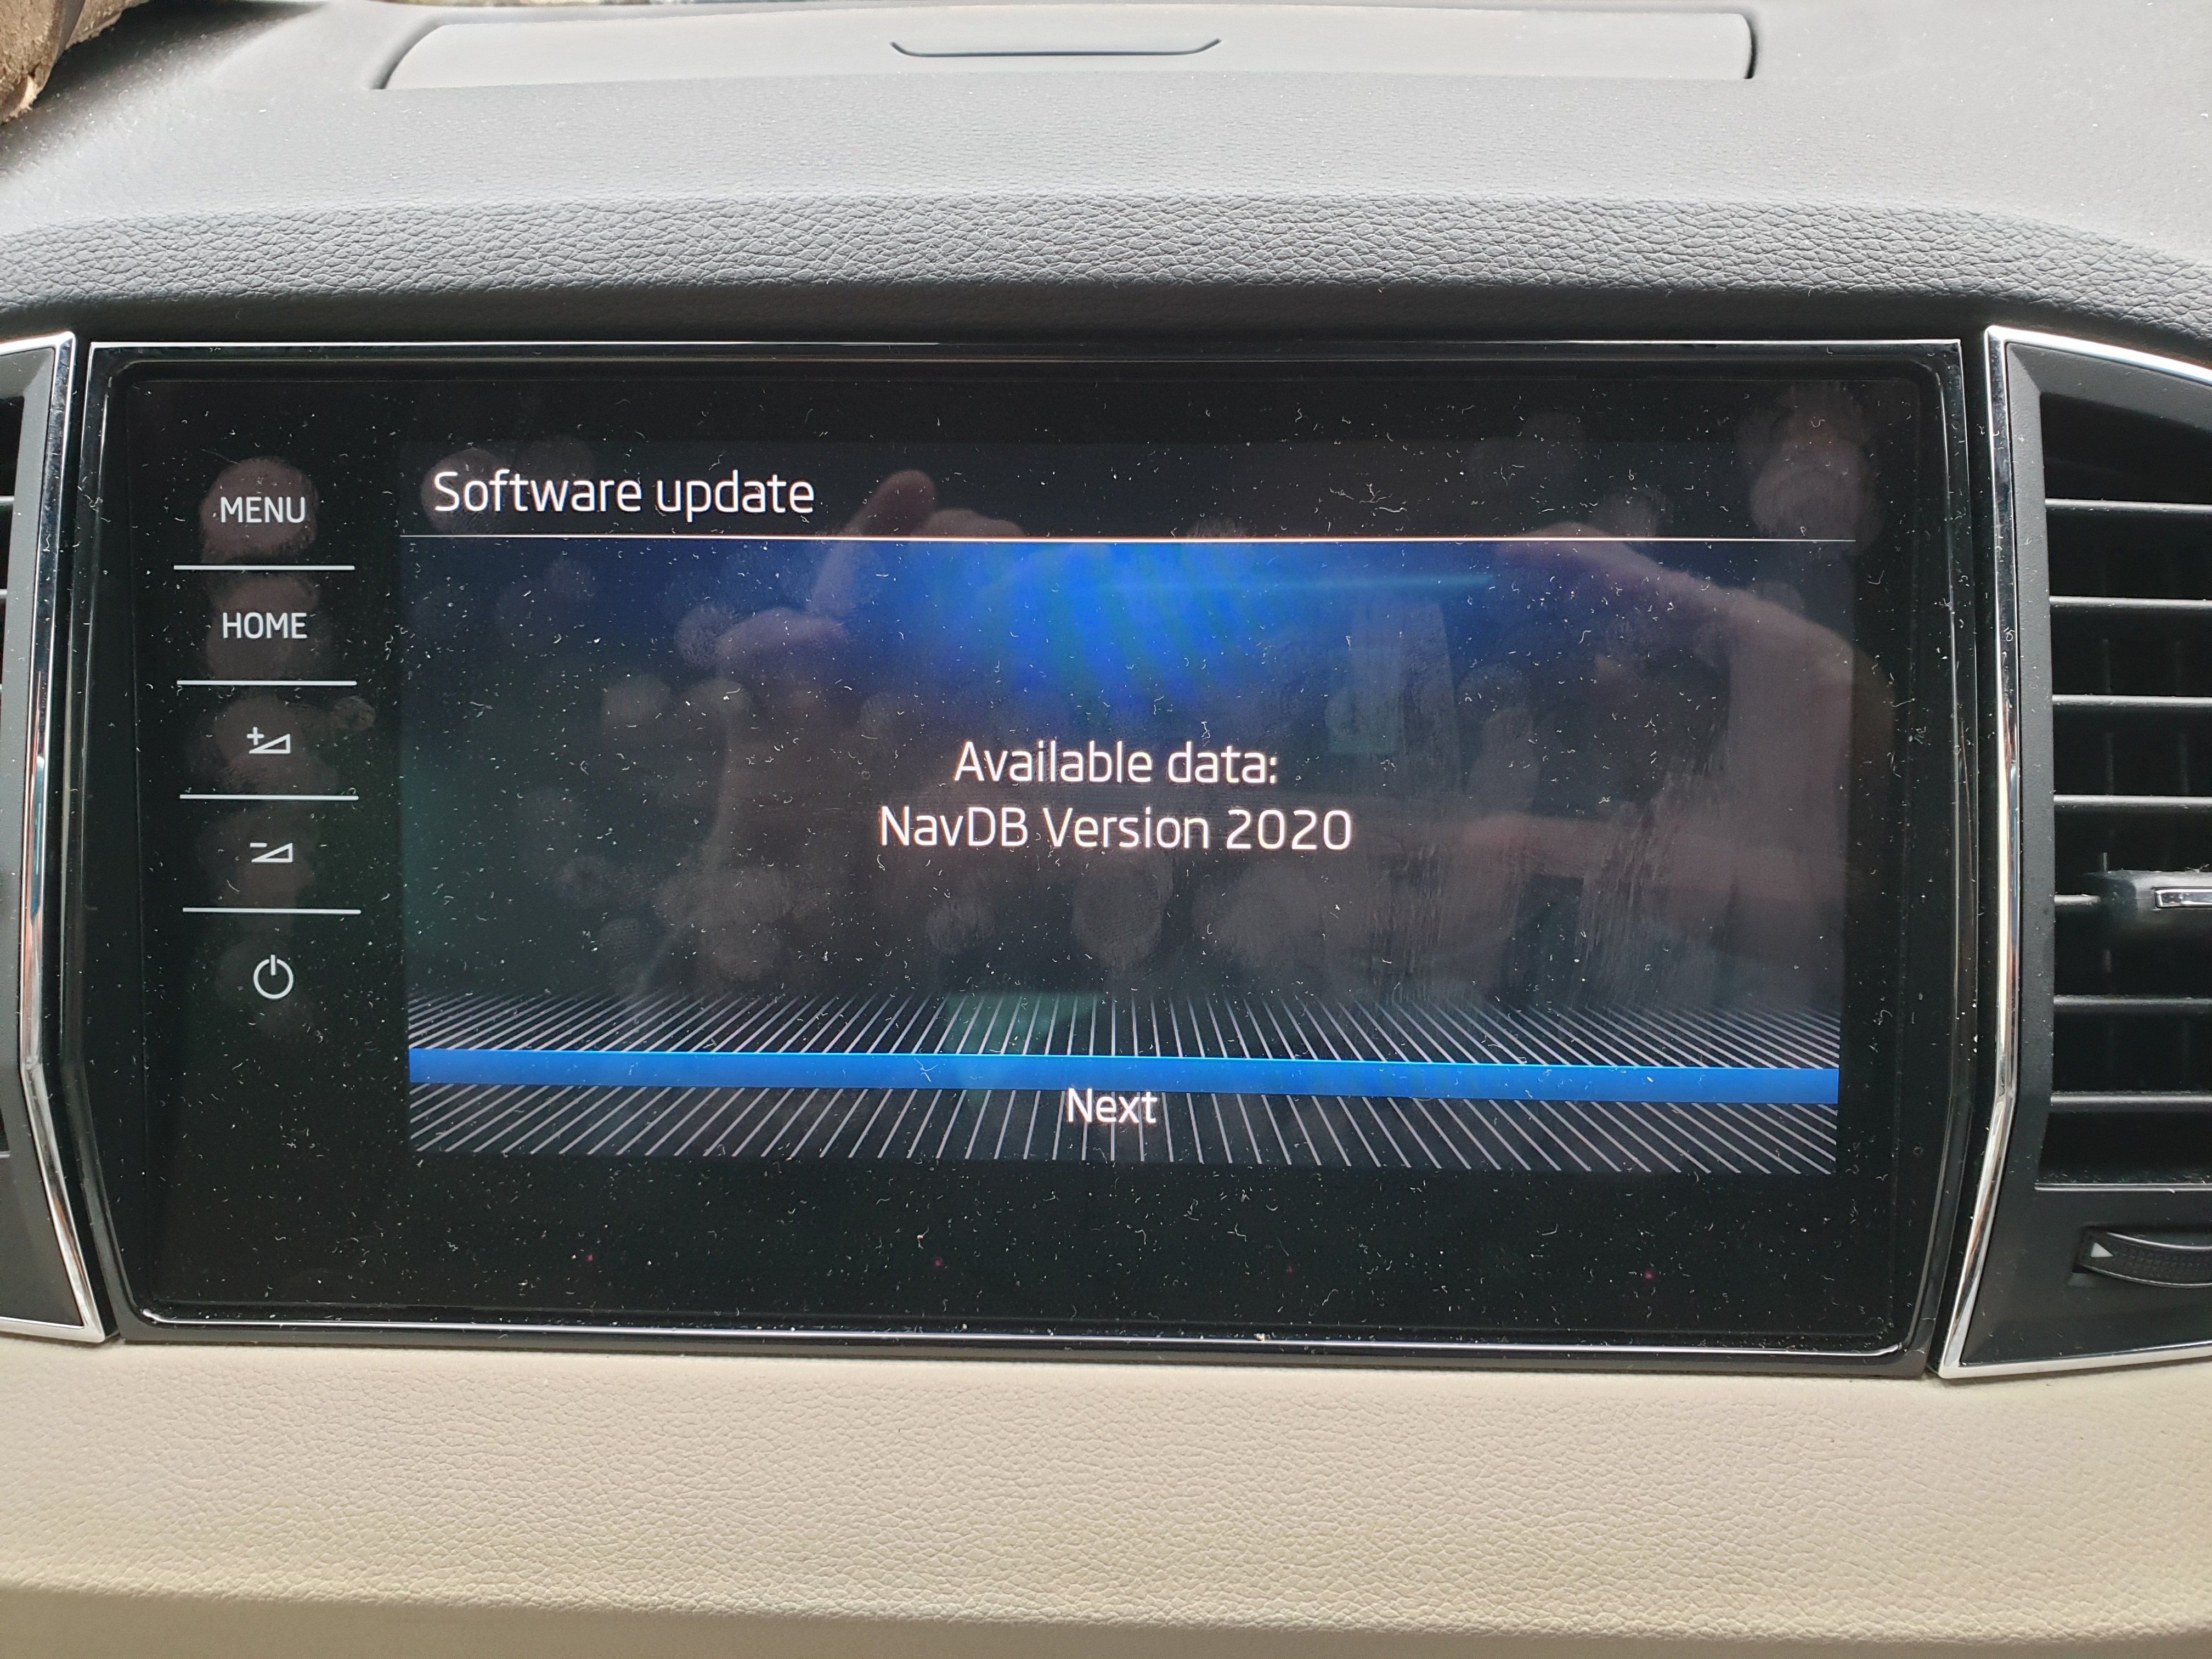 Software update
MENU
HOME
Available data:
NavDB Version 2020
Next